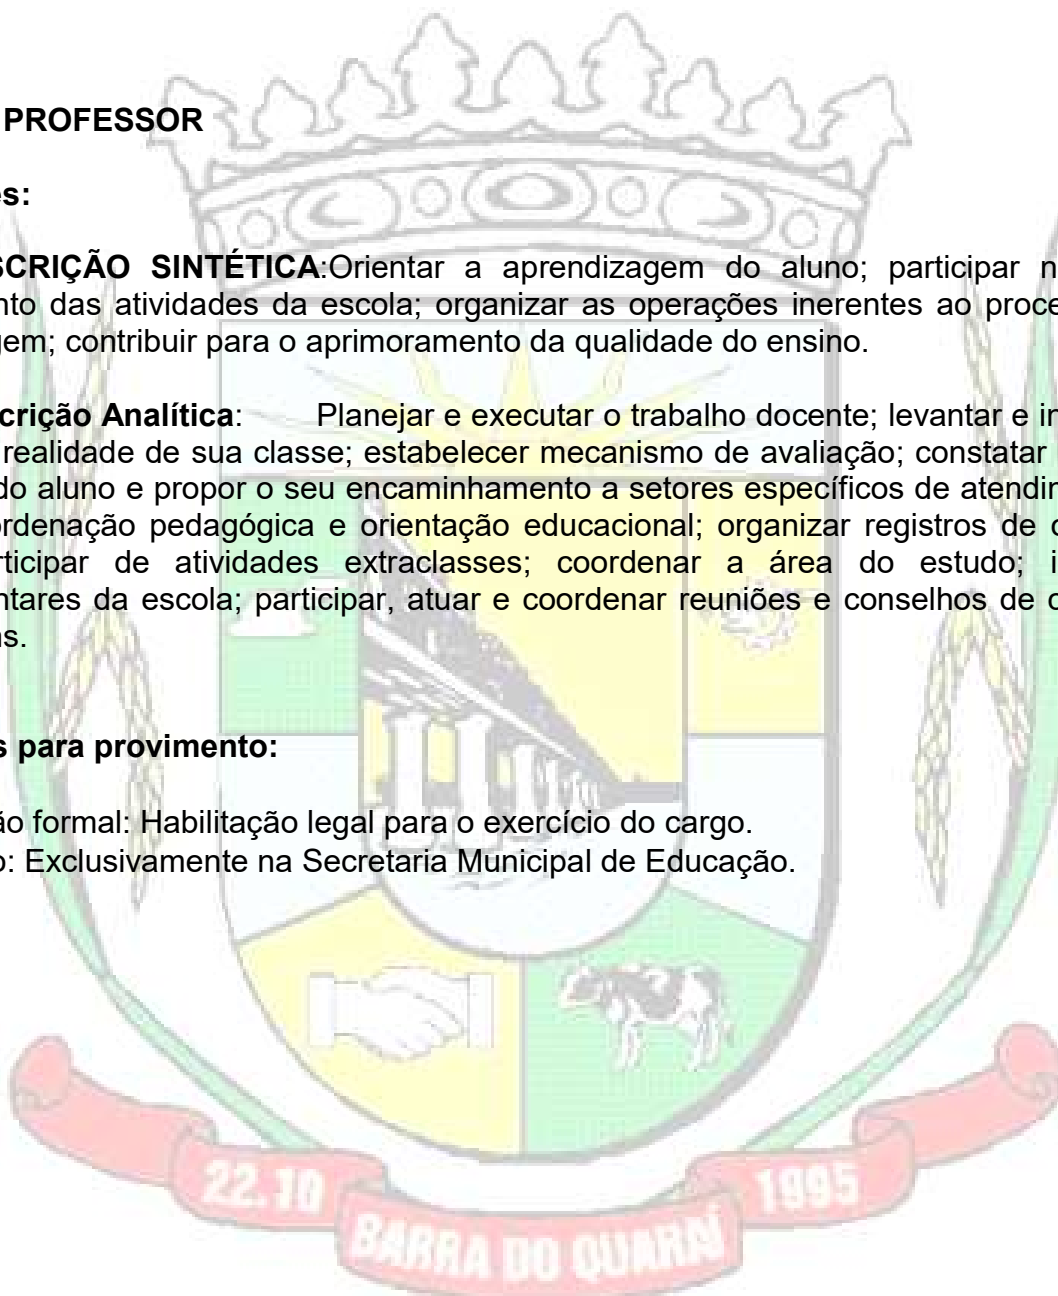 PROFESSOR
es:
SCRIÇÃO SINTÉTICA:Orientar a aprendizagem do aluno; participar n
nto das atividades da escola; organizar as operações inerentes ao proce
gem; contribuir para o aprimoramento da qualidade do ensino.
crição Analítica: Planejar e executar o trabalho docente; levantar e in
realidade de sua classe; estabelecer mecanismo de avaliação; constatar
do aluno e propor o seu encaminhamento a setores específicos de atendim
ordenação pedagógica e orientação educacional; organizar registros de
rticipar de atividades extraclasses; coordenar a área do estudo; i
ntares da escola; participar, atuar e coordenar reuniões e conselhos de
as.
s para provimento:
ão formal: Habilitação legal para o exercício do cargo.
o: Exclusivamente na Secretaria Municipal de Educação.
22.10 1995
BARRA DO QUARAÍ